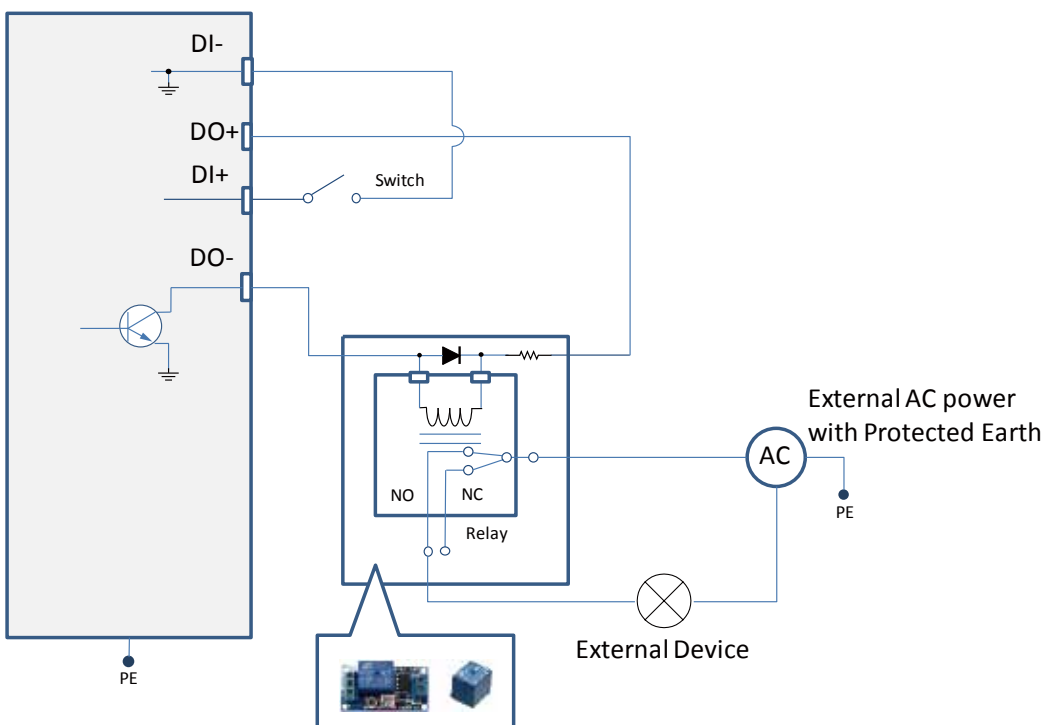 DI-
DO+
DI+
Switch
DO-
External AC power
with Protected Earth
AC
NO
NC
PE
Relay
External Device
PE